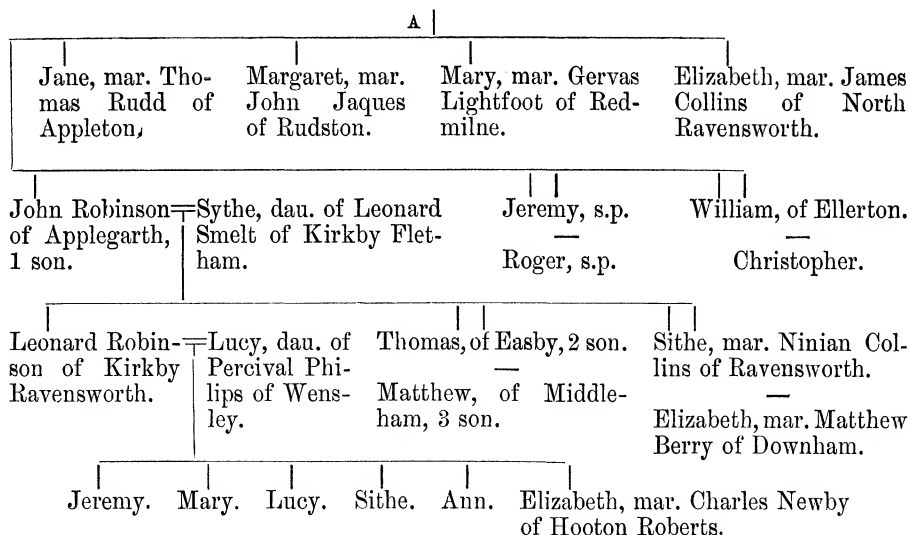 A
Jane, mar. Tho-
mas Rudd of
Appleton,
Margaret, mar.
John Jaques
of Rudston.
Mary, mar. Gervas
Lightfoot of Red-
milne.
Elizabeth, mar. James
Collins of North
Ravensworth.
John Robinson
of Applegarth,
1 son.
Sythe, dau. of Leonard
Smelt of Kirkby Flet-
ham.
Jeremy, s.p.
—
Roger, s.p.
William, of Ellerton.
—
Christopher.
Leonard Robin-
son of Kirkby
Ravensworth.
Lucy, dau. of
Percival Phi-
lips of Wens-
ley.
Thomas, of Easby, 2 son.
—
Matthew, of Middle-
ham, 3 son.
Sithe, mar. Ninian Col-
lins of Ravensworth.
—
Elizabeth, mar. Matthew
Berry of Downham.
Jeremy.
Mary.
Lucy.
Sithe.
Ann.
Elizabeth, mar. Charles Newby
of Hooton Roberts.